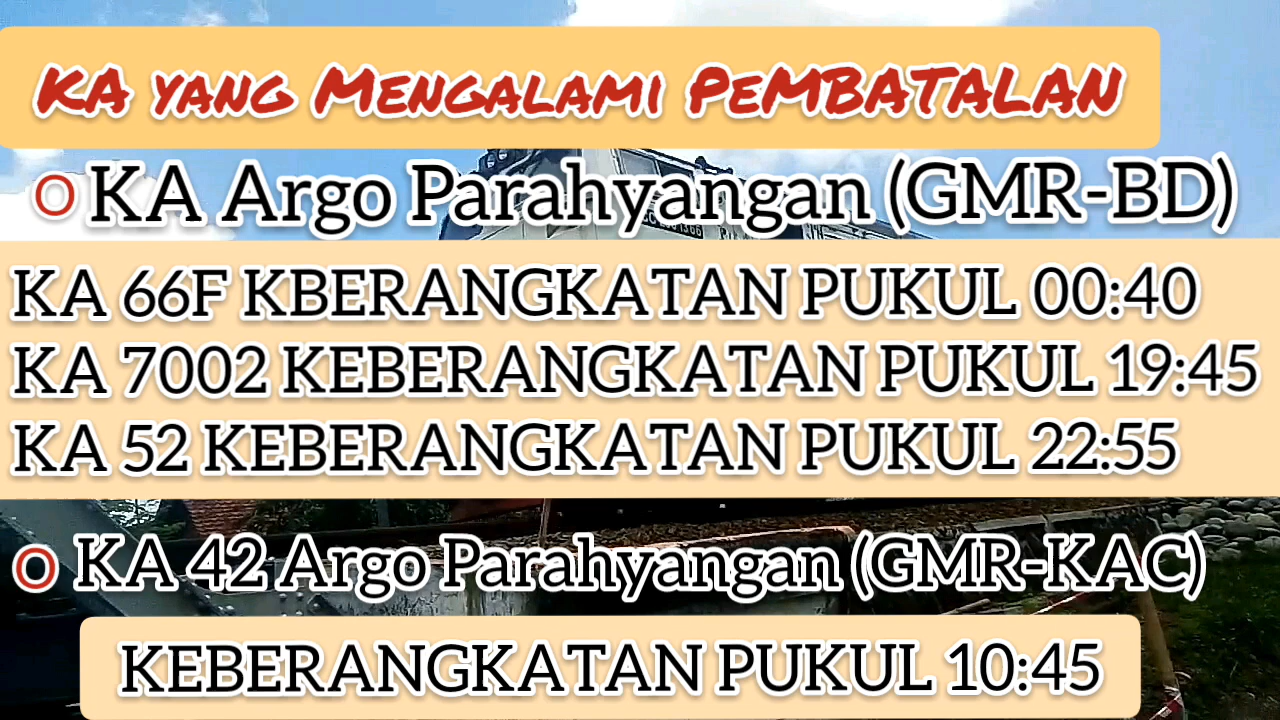 KA YANG MENGALAMI PEMBATALAN
KA Argo Parahyangan (GMR-BD)
KA 66F KBERANGKATAN PUKUL 00:40
KA 7002 KEBERANGKATAN PUKUL 19:45
KA 52 KEBERANGKATAN PUKUL 22:55
KA 42 Argo Parahyangan (GMR-KAC)
KEBERANGKATAN PUKUL 10:45